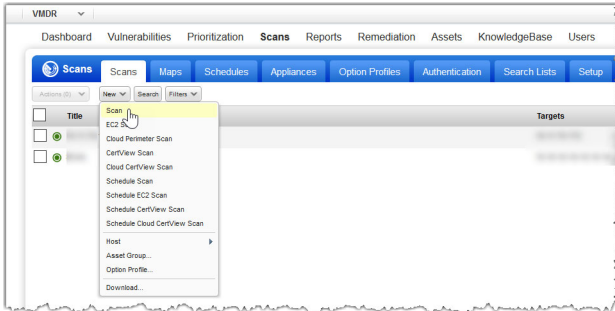 VMDR
Dashboard Vulnerabilities Prioritization Scans Reports Remediation Assets KnowledgeBase Users
Scans Scans Maps Schedules Appliances Option Profiles Authentication Search Lists Setup
Actions (0) New Search Filters
Title Targets
Scan
EC2
Cloud Perimeter Scan
CertView Scan
Cloud CertView Scan
Schedule Scan
Schedule EC2 Scan
Schedule CertView Scan
Schedule Cloud CertView Scan
Host
Asset Group...
Option Profile...
Download...